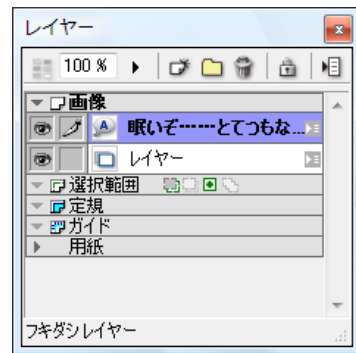 レイヤー
100 %
画像
眠いぞ……とてつもな...
レイヤー
選択範囲
定規
ガイド
用紙
フキダシレイヤー